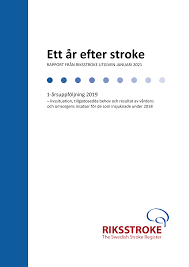 Ett år efter stroke
RAPPORT FRÅN RIKSSTROKE UTGIVEN JANUARI 2021
1-årsuppföljning 2019
– livssituation, tillgodosedda behov och resultat av vårdens
och omsorgens insatser för de som insjuknade under 2018
RIKSSTROKE
The Swedish Stroke Register